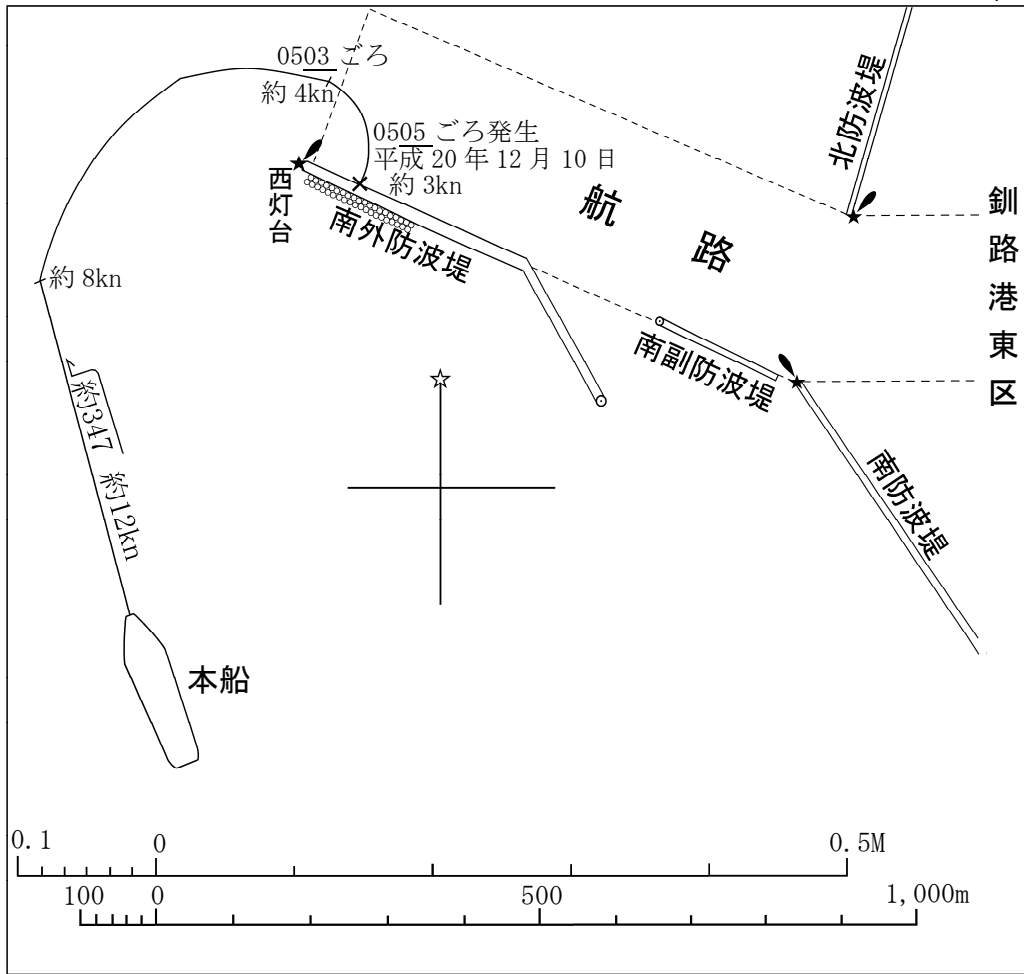 0503 ごろ
約 4kn
0505 ごろ発生
平成 20 年 12 月 10 日
約 3kn
北防波堤
西灯台
南外防波堤
航路
釧路港東区
約 8kn
南副防波堤
約347 約12kn
南防波堤
本船
0.1 0 0.5M
100 0 500 1,000m